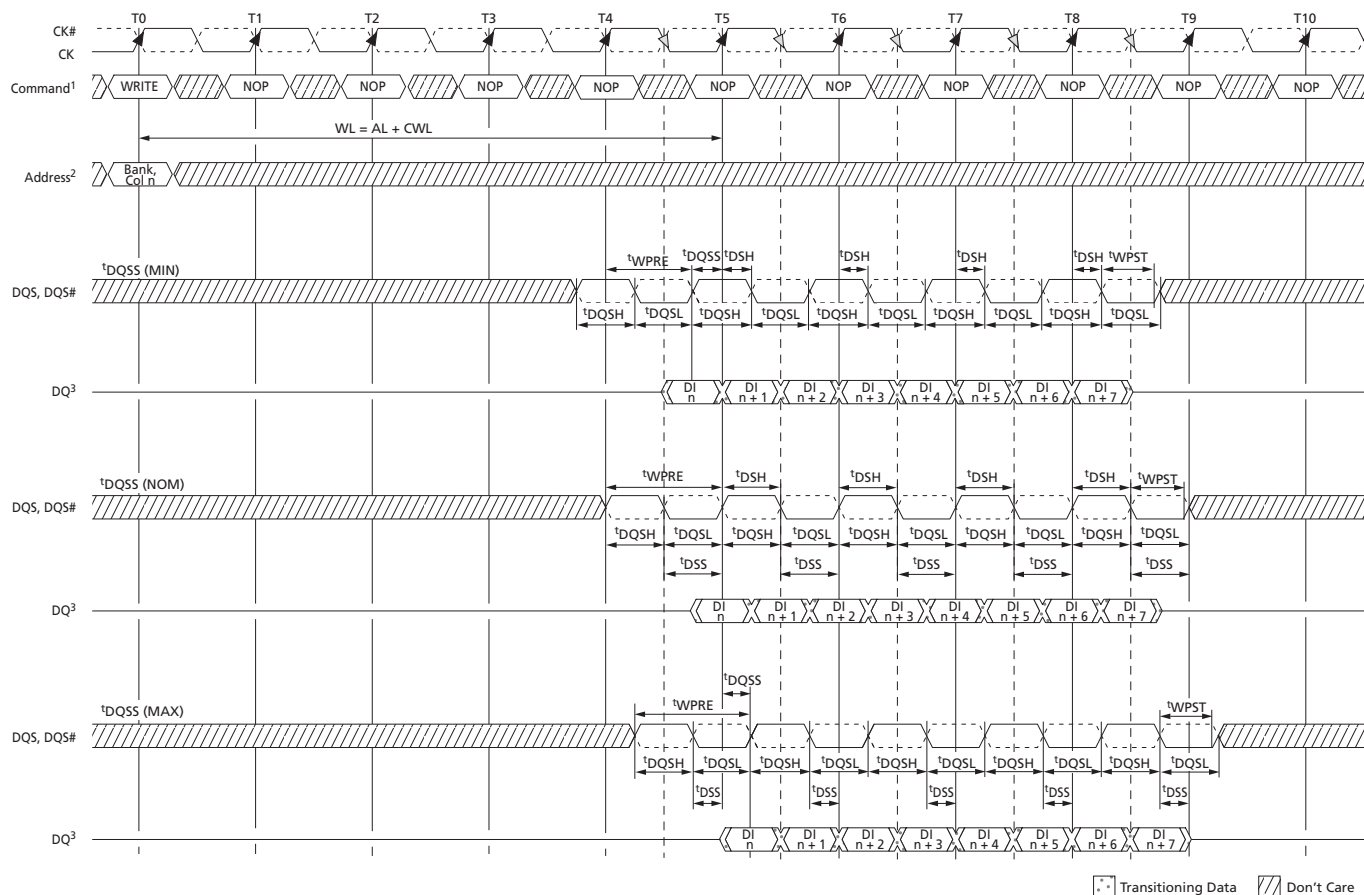 T0 T1 T2 T3 T4 T5 T6 T7 T8 T9 T10
CK#
CK
Command1 WRITE NOP NOP NOP NOP NOP NOP NOP NOP NOP NOP
WL = AL + CWL
Address2 Bank, Col n
tDQSS (MIN) tWPRE tDQSS tDSH tDSH tDSH tDSH tWPST
DQS, DQS#
tDQSH tDQSL tDQSH tDQSL tDQSH tDQSL tDQSH tDQSL tDQSH tDQSL
DQ3 DI n DI n + 1 DI n + 2 DI n + 3 DI n + 4 DI n + 5 DI n + 6 DI n + 7
tDQSS (NOM) tWPRE tDSH tDSH tDSH tDSH tWPST
DQS, DQS#
tDQSH tDQSL tDQSH tDQSL tDQSH tDQSL tDQSH tDQSL tDQSH tDQSL
tDSS tDSS tDSS tDSS tDSS
DQ3 DI n DI n + 1 DI n + 2 DI n + 3 DI n + 4 DI n + 5 DI n + 6 DI n + 7
tDQSS
tDQSS (MAX) tWPRE tWPST
DQS, DQS#
tDQSH tDQSL tDQSH tDQSL tDQSH tDQSL tDQSH tDQSL tDQSH tDQSL
tDSS tDSS tDSS tDSS tDSS
DQ3 DI n DI n + 1 DI n + 2 DI n + 3 DI n + 4 DI n + 5 DI n + 6 DI n + 7
Transitioning Data Don't Care